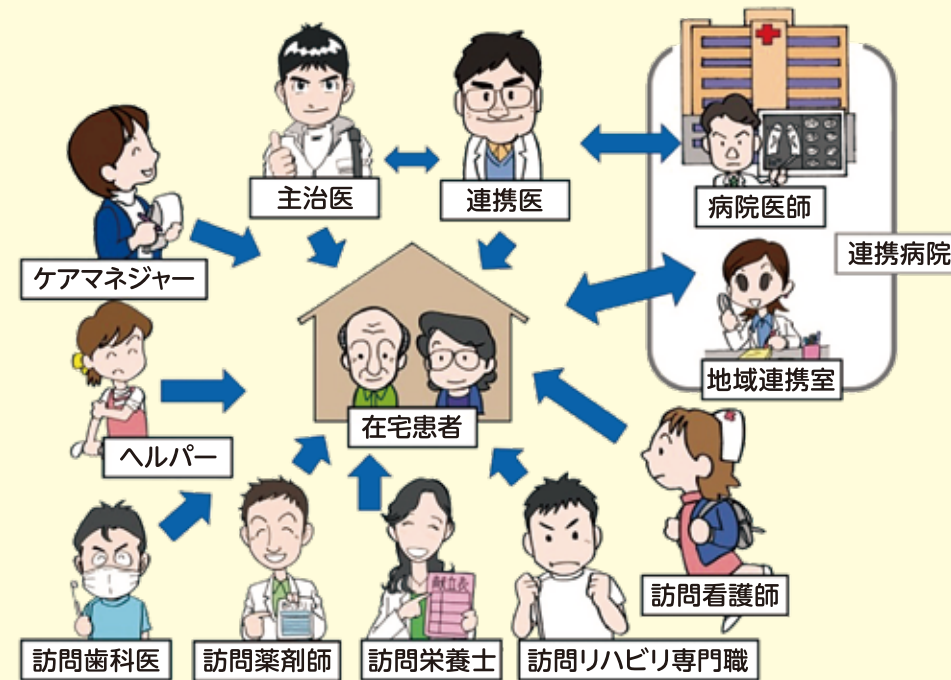 主治医
連携医
病院医師
連携病院
ケアマネジャー
地域連携室
在宅患者
ヘルパー
献立表
訪問看護師
訪問歯科医
訪問薬剤師
訪問栄養士
訪問リハビリ専門職